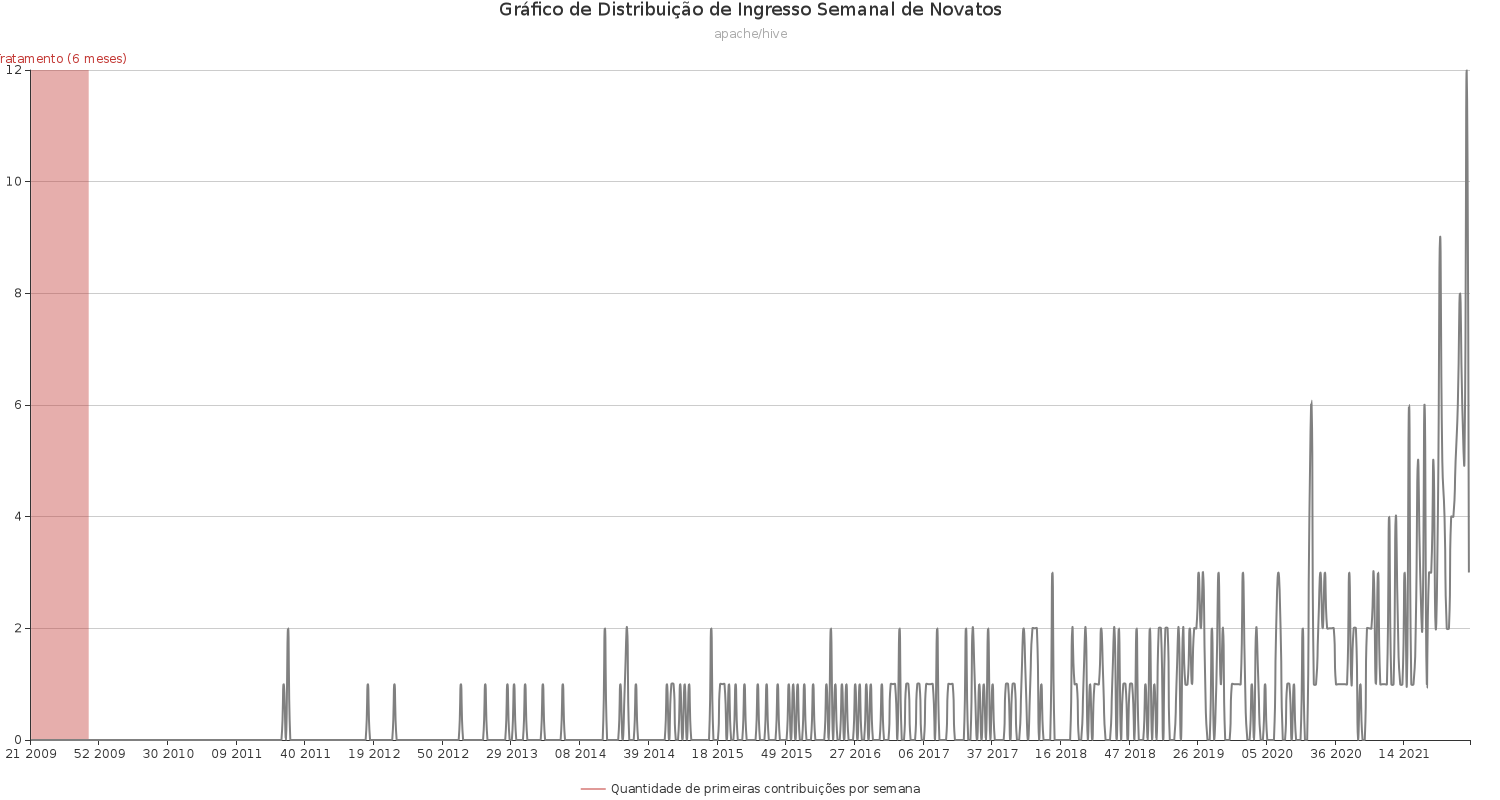 Gráfico de Distribuição de Ingresso Semanal de Novatos
apache/hive
ratamento (6 meses)
12
10
8
6
4
2
0
21 2009 52 2009 30 2010 09 2011 40 2011 19 2012 50 2012 29 2013 08 2014 39 2014 18 2015 49 2015 27 2016 06 2017 37 2017 16 2018 47 2018 26 2019 05 2020 36 2020 14 2021
Quantidade de primeiras contribuições por semana